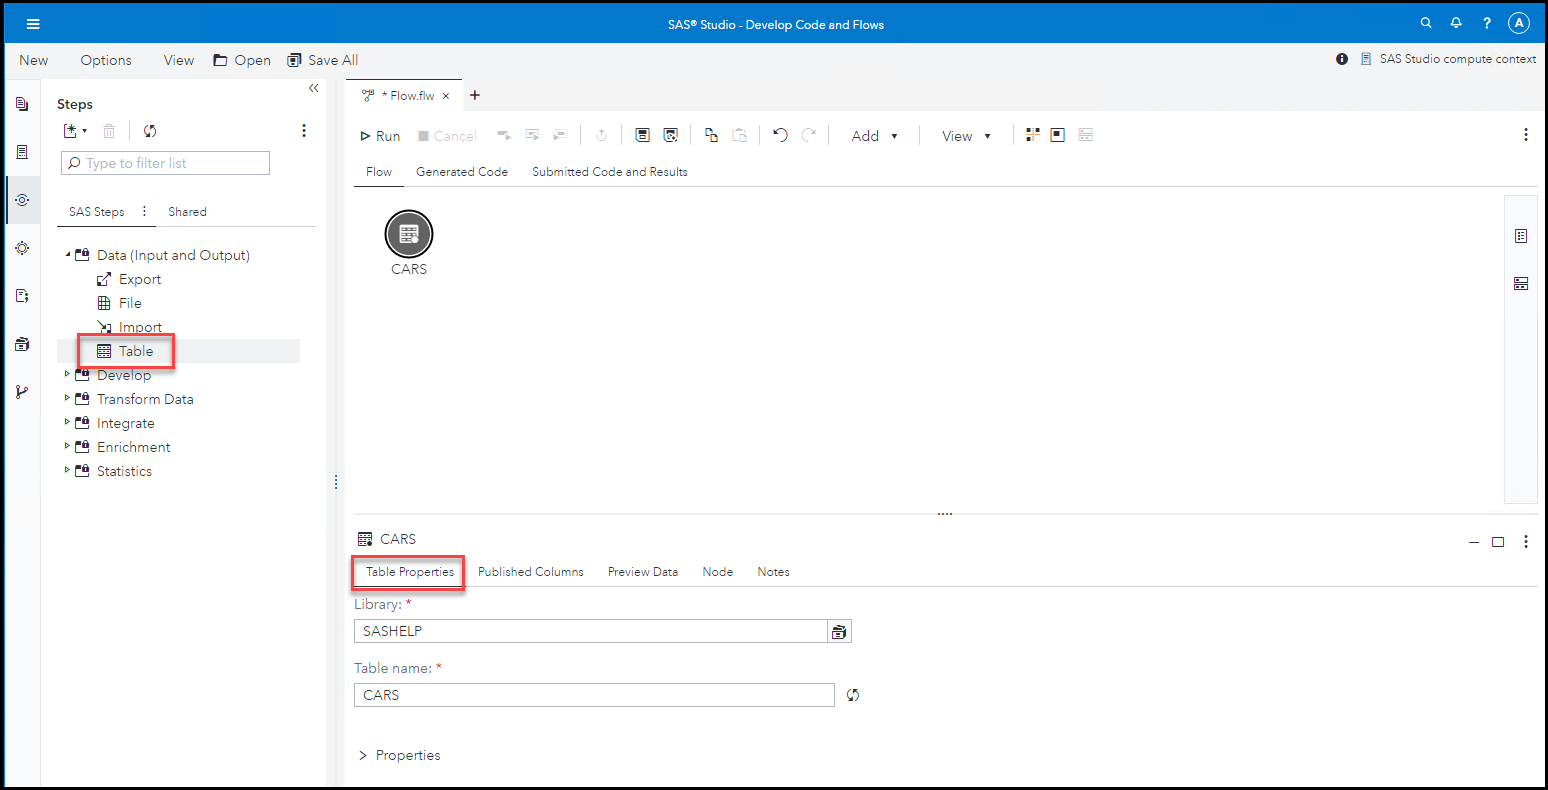 SAS® Studio - Develop Code and Flows
A
New Options View Open Save All
SAS Studio compute context
Steps
Type to filter list
SAS Steps Shared
Data (Input and Output)
Export
File
Import
Table
Develop
Transform Data
Integrate
Enrichment
Statistics
* Flow.flw × +
Run Cancel Add View
Flow Generated Code Submitted Code and Results
CARS
CARS
Table Properties Published Columns Preview Data Node Notes
Library: *
SASHELP
Table name: *
CARS
Properties